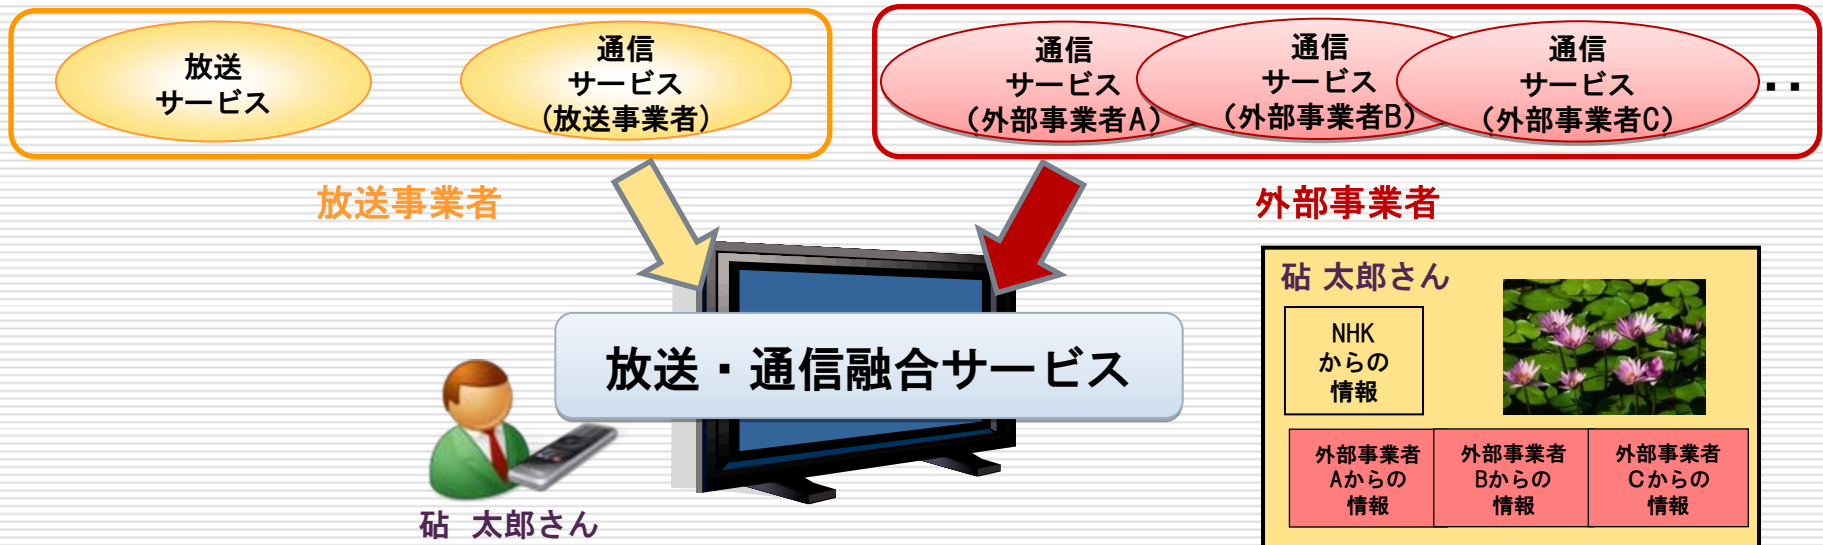 放送
サービス
通信
サービス
(放送事業者)
通信
サービス
(外部事業者A)
通信
サービス
(外部事業者B)
通信
サービス
(外部事業者C)
・・
放送事業者
外部事業者
放送・通信融合サービス
砧 太郎さん
砧 太郎さん
NHK
からの
情報
外部事業者
Aからの
情報
外部事業者
Bからの
情報
外部事業者
Cからの
情報